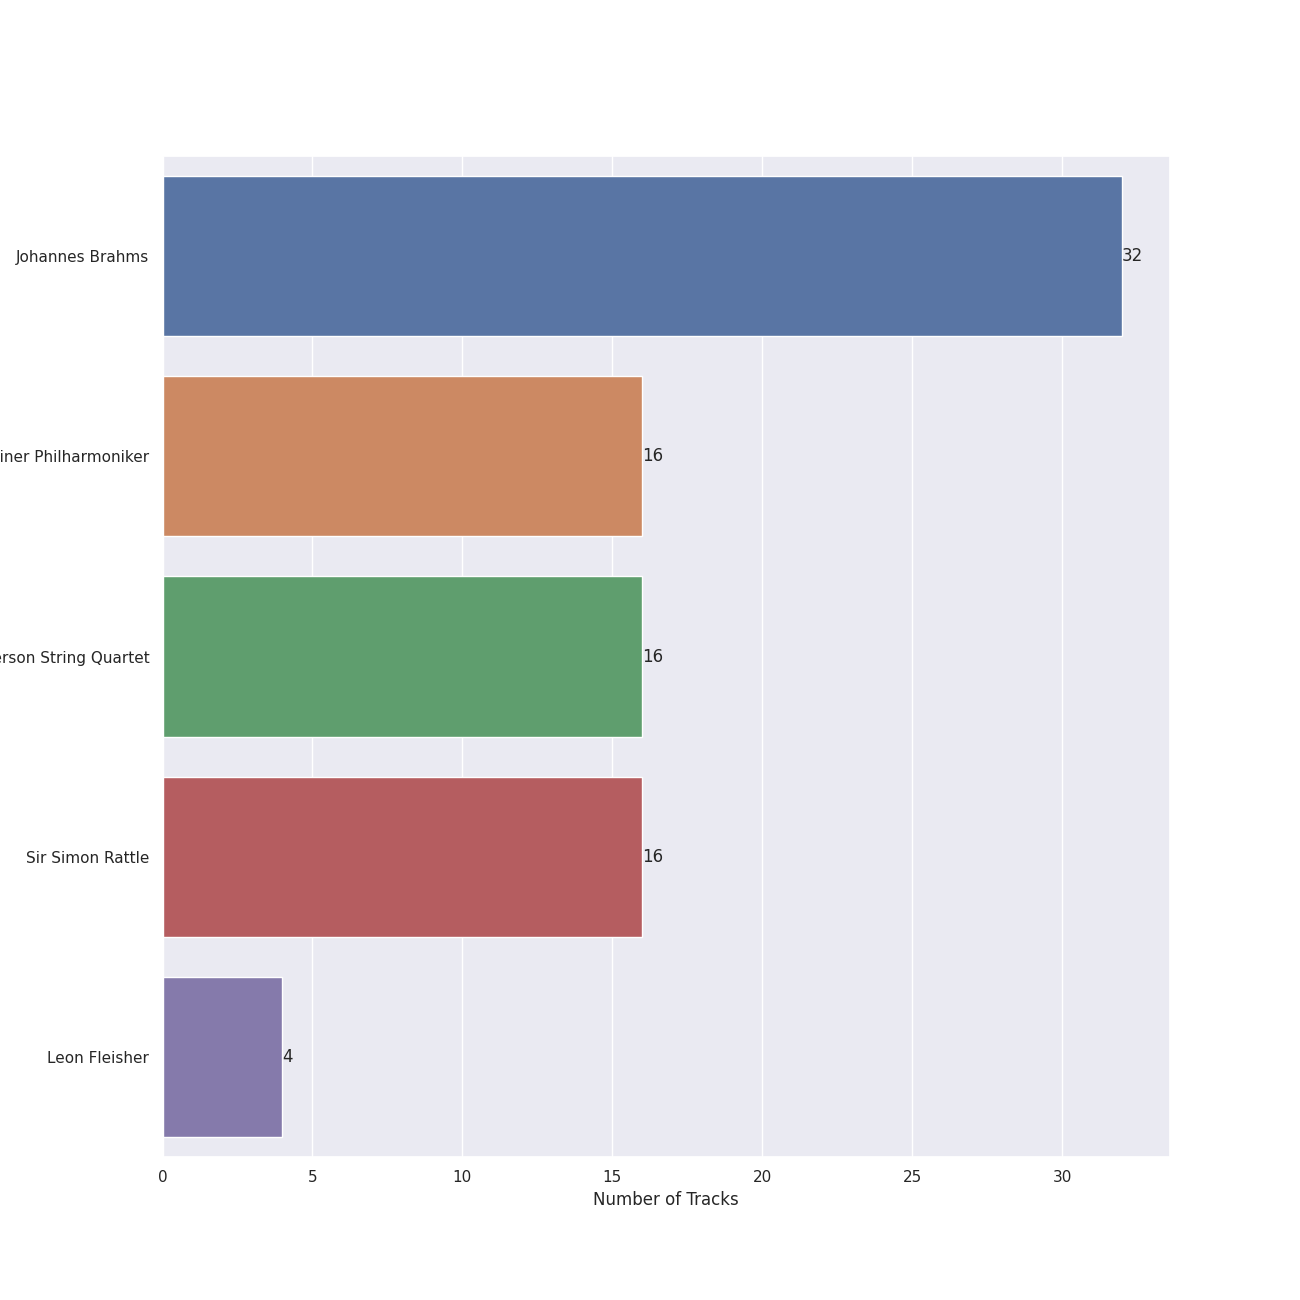 Johannes Brahms
32
iner Philharmoniker
16
erson String Quartet
16
Sir Simon Rattle
16
Leon Fleisher
4
0 5 10 15 20 25 30
Number of Tracks